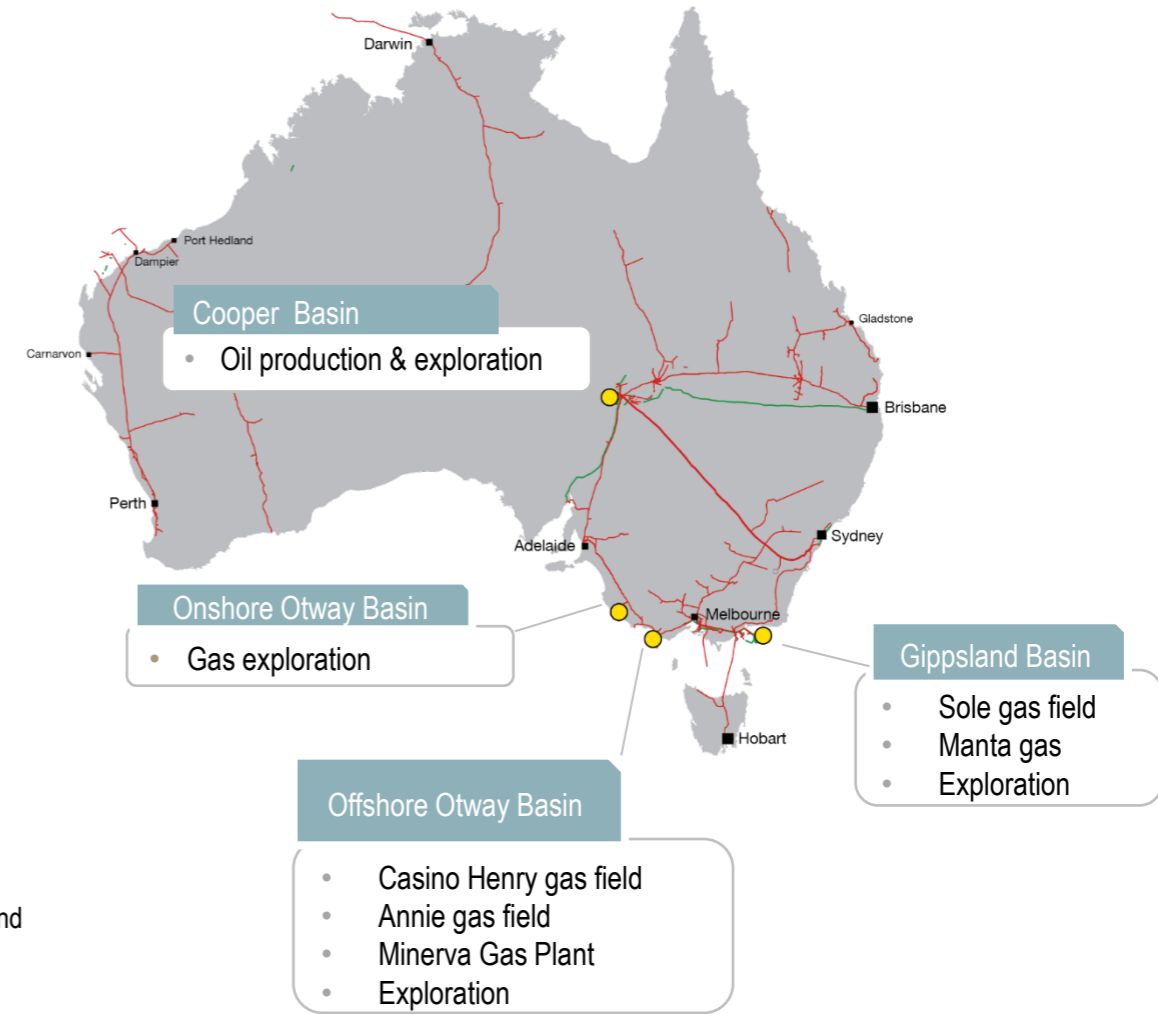 Darwin
Port Hedland
Dampier
Cooper  Basin
• Oil production & exploration
Carnarvon
Gladstone
Brisbane
Perth
Adelaide
Sydney
Onshore Otway Basin
• Gas exploration
Melbourne
Gippsland Basin
• Sole gas field
• Manta gas
• Exploration
Hobart
Offshore Otway Basin
• Casino Henry gas field
• Annie gas field
• Minerva Gas Plant
• Exploration
nd